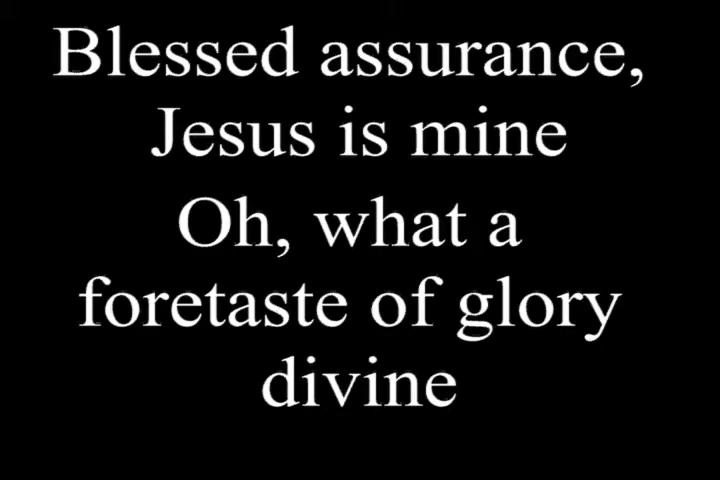 Blessed assurance,
Jesus is mine
Oh, what a
foretaste of glory
divine